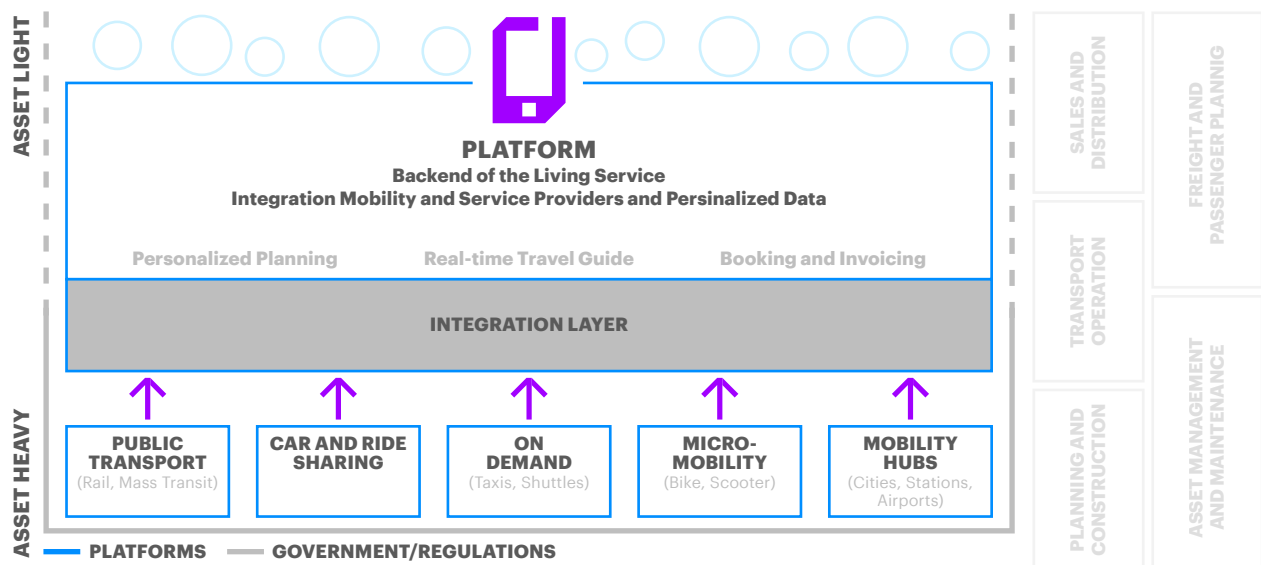 ASSET LIGHT
PLATFORM
Backend of the Living Service
Integration Mobility and Service Providers and Persinalized Data
Personalized Planning
Real-time Travel Guide
Booking and Invoicing
INTEGRATION LAYER
ASSET HEAVY
PUBLIC
TRANSPORT
(Rail, Mass Transit)
CAR AND RIDE
SHARING
ON
DEMAND
(Taxis, Shuttles)
MICRO-
MOBILITY
(Bike, Scooter)
MOBILITY
HUBS
(Cities, Stations,
Airports)
PLATFORMS
GOVERNMENT/REGULATIONS
SALES AND
DISTRIBUTION
FREIGHT AND
PASSENGER PLANNIG
TRANSPORT
OPERATION
PLANNING AND
CONSTRUCTION
ASSET MANAGEMENT
AND MAINTENANCE